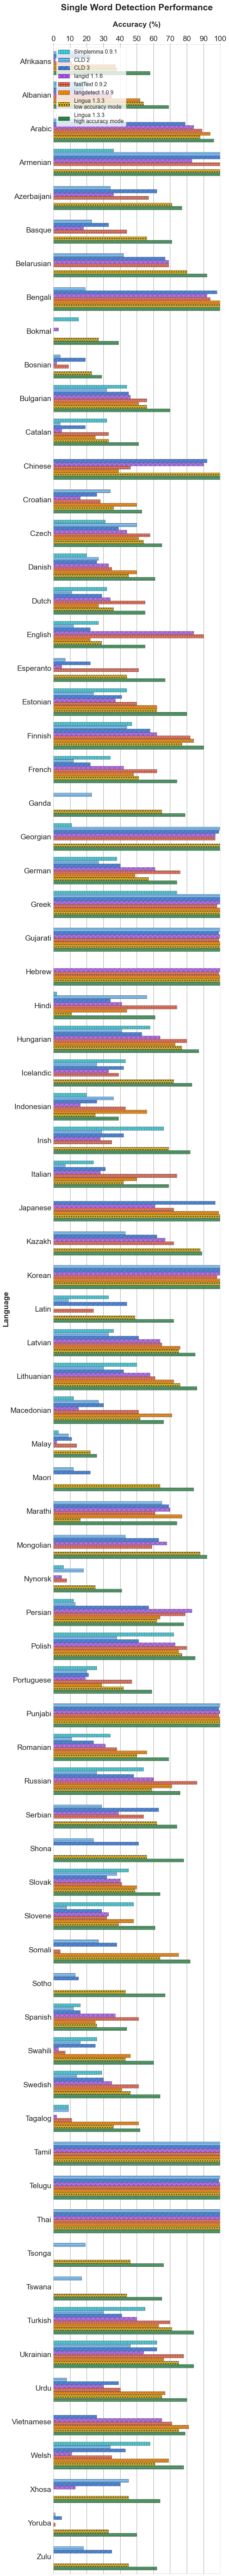 Single Word Detection Performance
Accuracy (%)
0 10 20 30 40 50 60 70 80 90 100
Simplemma 0.9.1
CLD 2
CLD 3
langid 1.1.6
fastText 0.9.2
langdetect 1.0.9
Lingua 1.3.3
low accuracy mode
Lingua 1.3.3
high accuracy mode
Language
Afrikaans
Albanian
Arabic
Armenian
Azerbaijani
Basque
Belarusian
Bengali
Bokmal
Bosnian
Bulgarian
Catalan
Chinese
Croatian
Czech
Danish
Dutch
English
Esperanto
Estonian
Finnish
French
Ganda
Georgian
German
Greek
Gujarati
Hebrew
Hindi
Hungarian
Icelandic
Indonesian
Irish
Italian
Japanese
Kazakh
Korean
Latin
Latvian
Lithuanian
Macedonian
Malay
Maori
Marathi
Mongolian
Nynorsk
Persian
Polish
Portuguese
Punjabi
Romanian
Russian
Serbian
Shona
Slovak
Slovene
Somali
Sotho
Spanish
Swahili
Swedish
Tagalog
Tamil
Telugu
Thai
Tsonga
Tswana
Turkish
Ukrainian
Urdu
Vietnamese
Welsh
Xhosa
Yoruba
Zulu